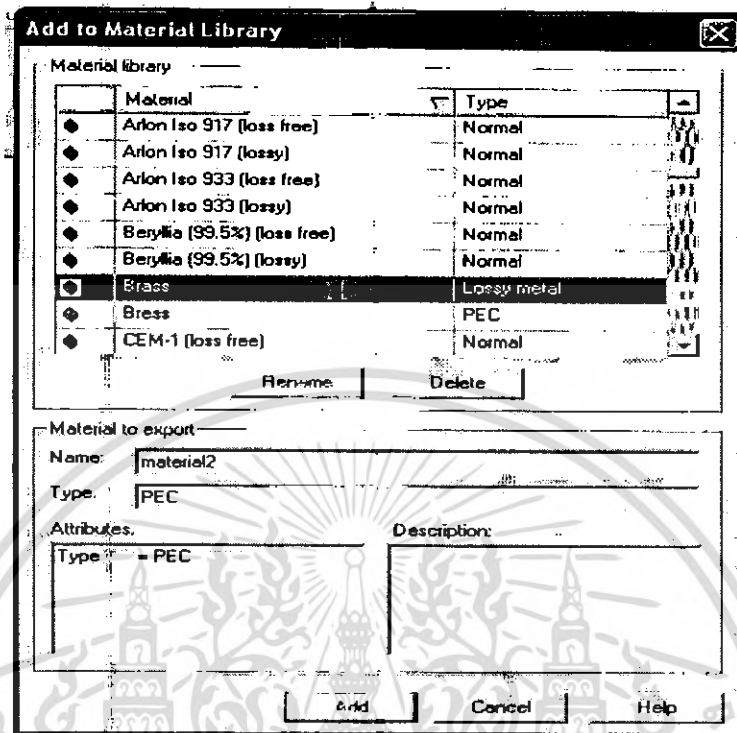 Add to Material Library
Material library
Material Type
Arlon Iso 917 (loss free) Normal
Arlon Iso 917 (lossy) Normal
Arlon Iso 933 (loss free) Normal
Arlon Iso 933 (lossy) Normal
Beryllia (99.5%) (loss free) Normal
Beryllia (99.5%) (lossy) Normal
Brass Lossy metal
Bress PEC
CEM-1 (loss free) Normal
Rename Delete
Material to export
Name: material2
Type. PEC
Attributes. Description:
Type = PEC
Add Cancel Help